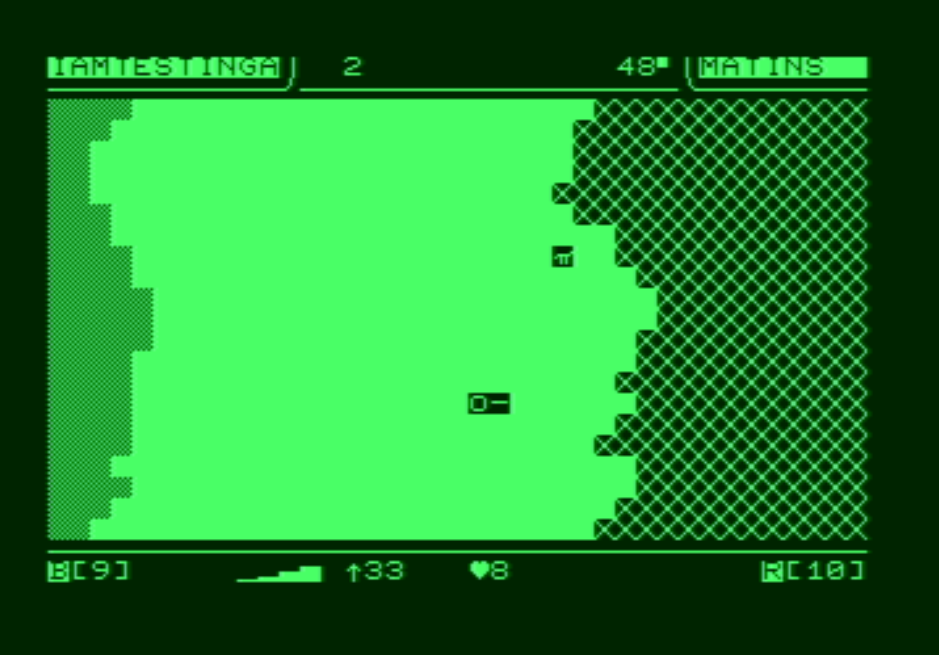 IAMTESTINGA 2 48 MATINS
B[9] ↑33 ♥8 R[10]